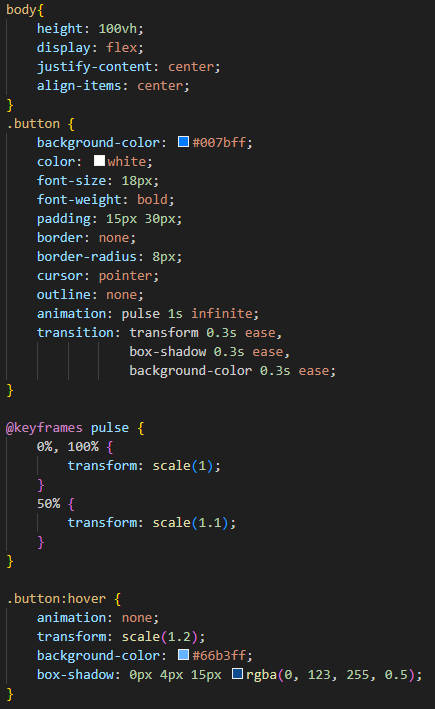 body{
    height: 100vh;
    display: flex;
    justify-content: center;
    align-items: center;
}
.button {
    background-color: #007bff;
    color: white;
    font-size: 18px;
    font-weight: bold;
    padding: 15px 30px;
    border: none;
    border-radius: 8px;
    cursor: pointer;
    outline: none;
    animation: pulse 1s infinite;
    transition: transform 0.3s ease,
                box-shadow 0.3s ease,
                background-color 0.3s ease;
}

@keyframes pulse {
    0%, 100% {
        transform: scale(1);
    }
    50% {
        transform: scale(1.1);
    }
}

.button:hover {
    animation: none;
    transform: scale(1.2);
    background-color: #66b3ff;
    box-shadow: 0px 4px 15px rgba(0, 123, 255, 0.5);
}